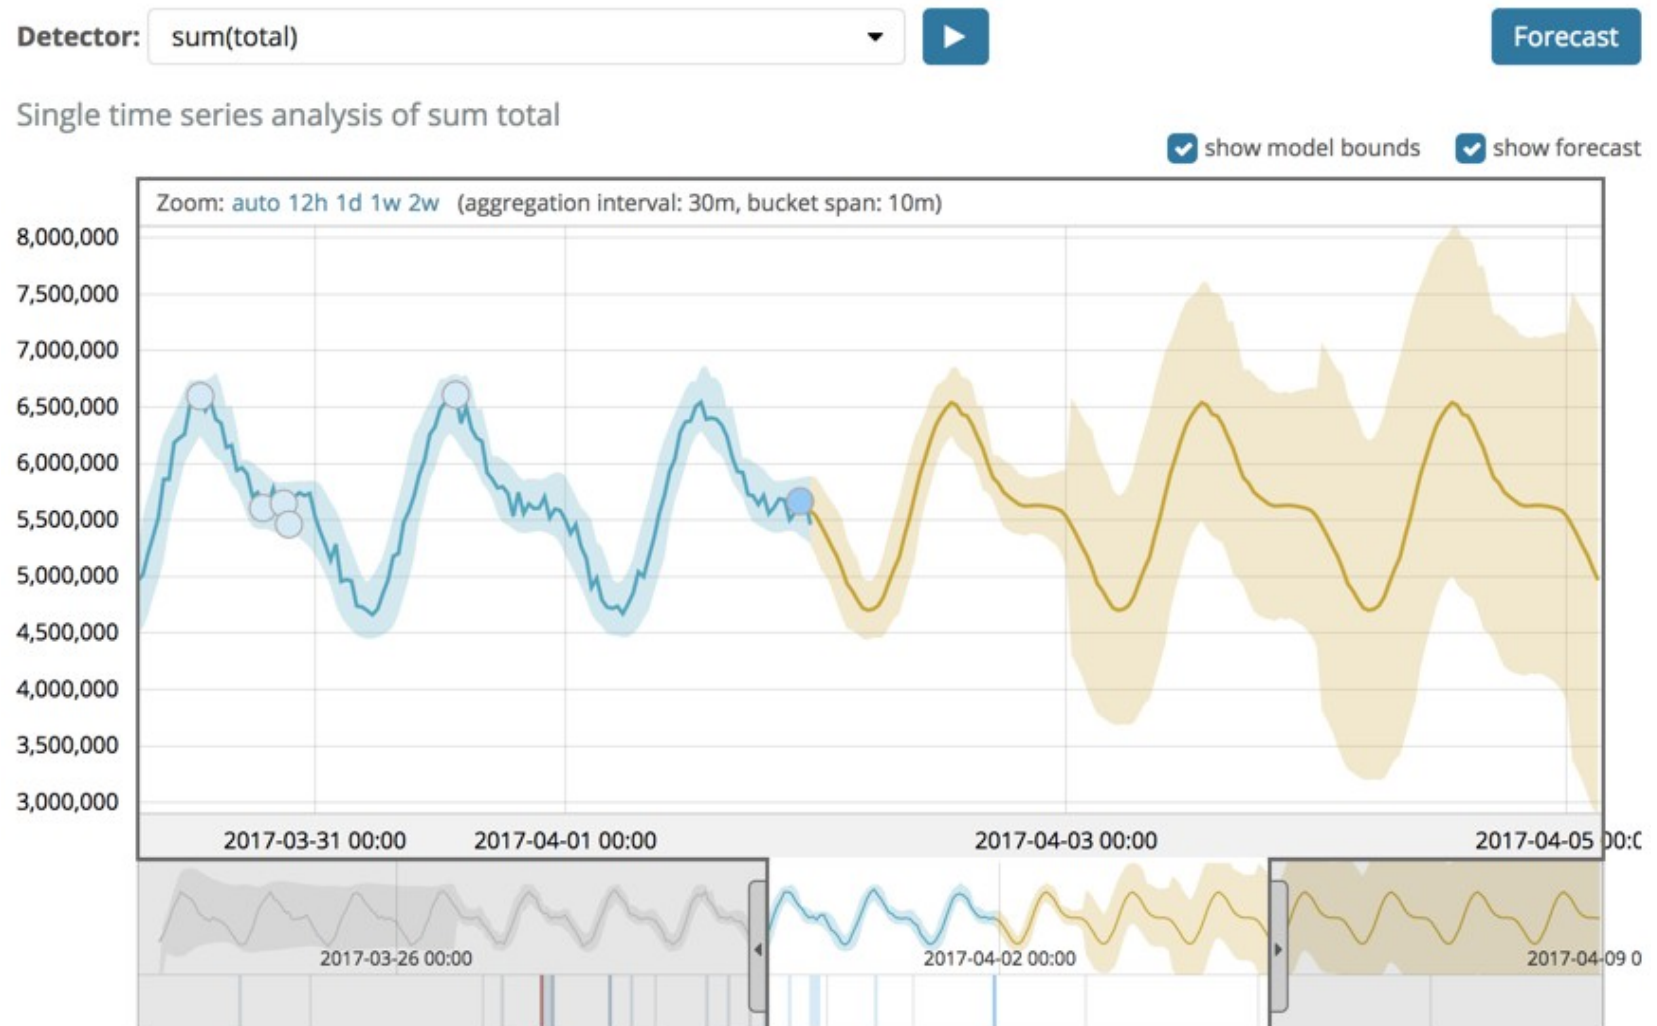 Detector: sum(total) Forecast
Single time series analysis of sum total
show model bounds show forecast
Zoom: auto 12h 1d 1w 2w (aggregation interval: 30m, bucket span: 10m)
8,000,000
7,500,000
7,000,000
6,500,000
6,000,000
5,500,000
5,000,000
4,500,000
4,000,000
3,500,000
3,000,000
2017-03-31 00:00 2017-04-01 00:00 2017-04-03 00:00 2017-04-05 00:0
2017-03-26 00:00 2017-04-02 00:00 2017-04-09 0